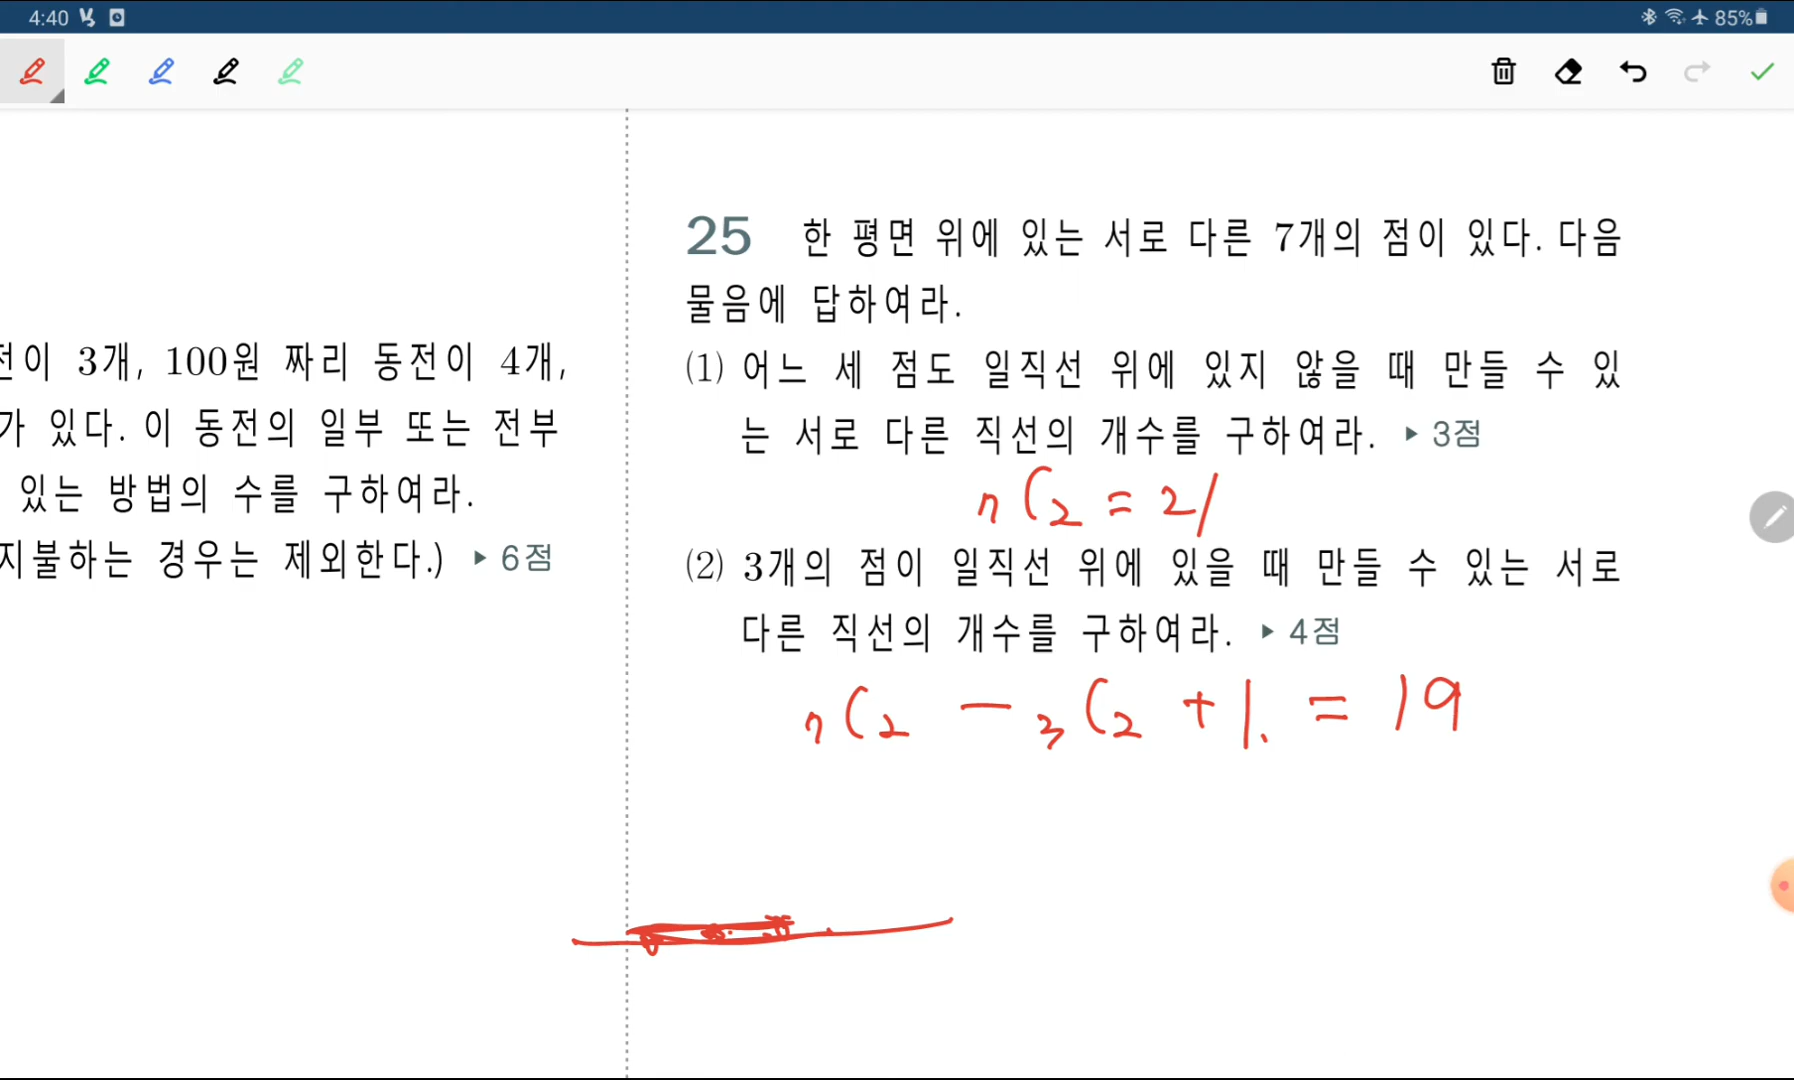 4:40
85%
전이 3개, 100원 짜리 동전이 4개,
가 있다. 이 동전의 일부 또는 전부
있는 방법의 수를 구하여라.
지불하는 경우는 제외한다.) ▶ 6점
25 한 평면 위에 있는 서로 다른 7개의 점이 있다. 다음
물음에 답하여라.
(1) 어느 세 점도 일직선 위에 있지 않을 때 만들 수 있
는 서로 다른 직선의 개수를 구하여라. ▶ 3점
7C2 = 21
(2) 3개의 점이 일직선 위에 있을 때 만들 수 있는 서로
다른 직선의 개수를 구하여라. ▶ 4점
7C2 - 3C2 + 1. = 19